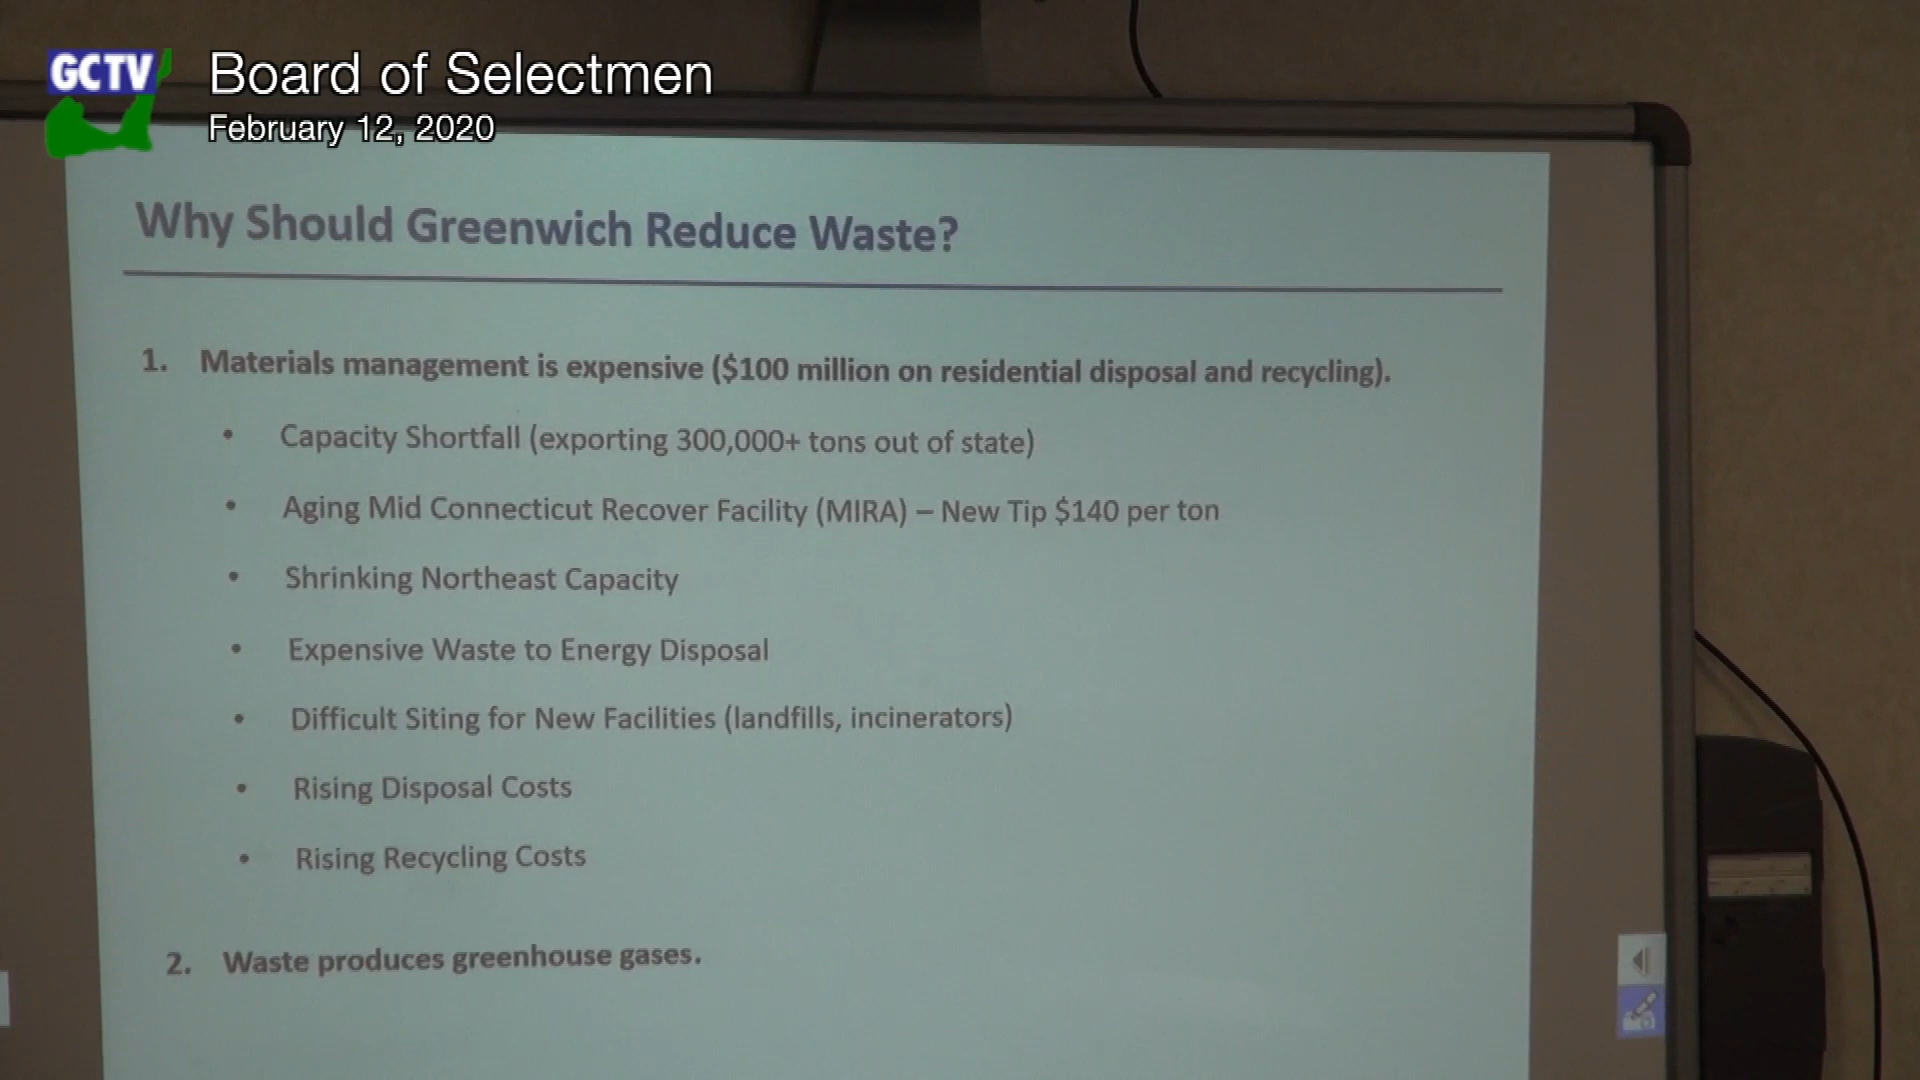 GCTV
Board of Selectmen
February 12, 2020
Why Should Greenwich Reduce Waste?
1. Materials management is expensive ($100 million on residential disposal and recycling).
• Capacity Shortfall (exporting 300,000+ tons out of state)
• Aging Mid Connecticut Recover Facility (MIRA) – New Tip $140 per ton
• Shrinking Northeast Capacity
• Expensive Waste to Energy Disposal
• Difficult Siting for New Facilities (landfills, incinerators)
• Rising Disposal Costs
• Rising Recycling Costs
2. Waste produces greenhouse gases.